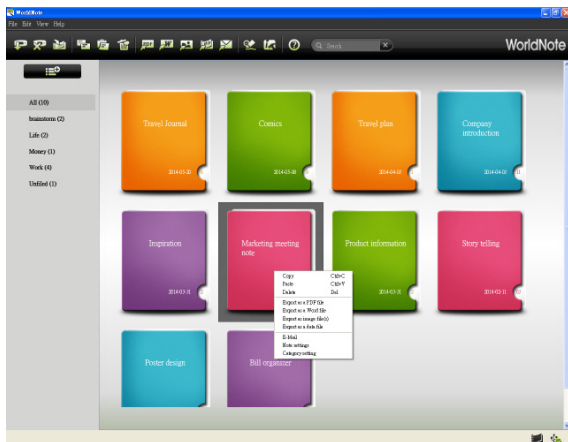 WorldNote
File Edit View Help
Search
WorldNote
All (10)
brainstorm (2)
Life (2)
Money (1)
Work (4)
Unfiled (1)
Travel Journal
Comics
Travel plan
Company
introduction
Inspiration
Marketing meeting
note
Product information
Story telling
Copy Ctrl+C
Paste Ctrl+V
Delete Del
Export as a PDF file
Export as a Word file
Export as image file(s)
Export as a data file
E-Mail
Note settings
Category setting
Poster design
Bill organizer